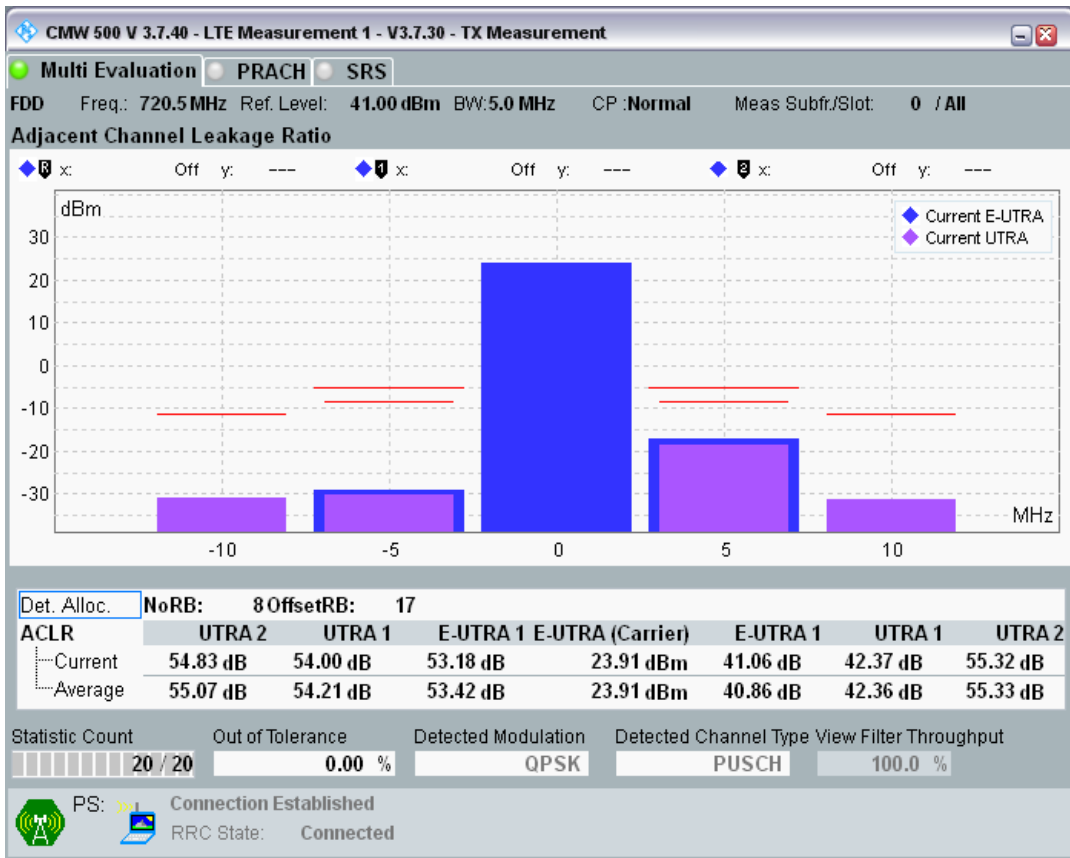 CMW 500 V 3.7.40 - LTE Measurement 1 - V3.7.30 - TX Measurement
Multi Evaluation PRACH SRS
FDD Freq.: 720.5 MHz Ref. Level: 41.00 dBm BW:5.0 MHz CP :Normal Meas Subfr./Slot: 0 / All
Adjacent Channel Leakage Ratio
R x: Off y: --- 1 x: Off y: --- 2 x: Off y: ---
dBm
Current E-UTRA
Current UTRA
30
20
10
0
-10
-20
-30
MHz
-10 -5 0 5 10
Det. Alloc. NoRB: 8 OffsetRB: 17
ACLR UTRA 2 UTRA 1 E-UTRA 1 E-UTRA (Carrier) E-UTRA 1 UTRA 1 UTRA 2
Current 54.83 dB 54.00 dB 53.18 dB 23.91 dBm 41.06 dB 42.37 dB 55.32 dB
Average 55.07 dB 54.21 dB 53.42 dB 23.91 dBm 40.86 dB 42.36 dB 55.33 dB
Statistic Count Out of Tolerance Detected Modulation Detected Channel Type View Filter Throughput
20 / 20 0.00 % QPSK PUSCH 100.0 %
PS: Connection Established
RRC State: Connected